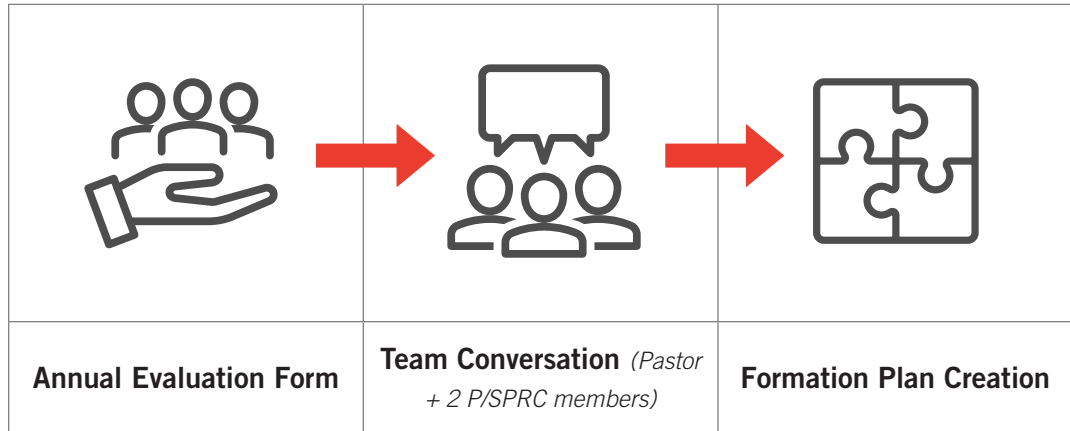 Annual Evaluation Form
Team Conversation (Pastor
+ 2 P/SPRC members)
Formation Plan Creation